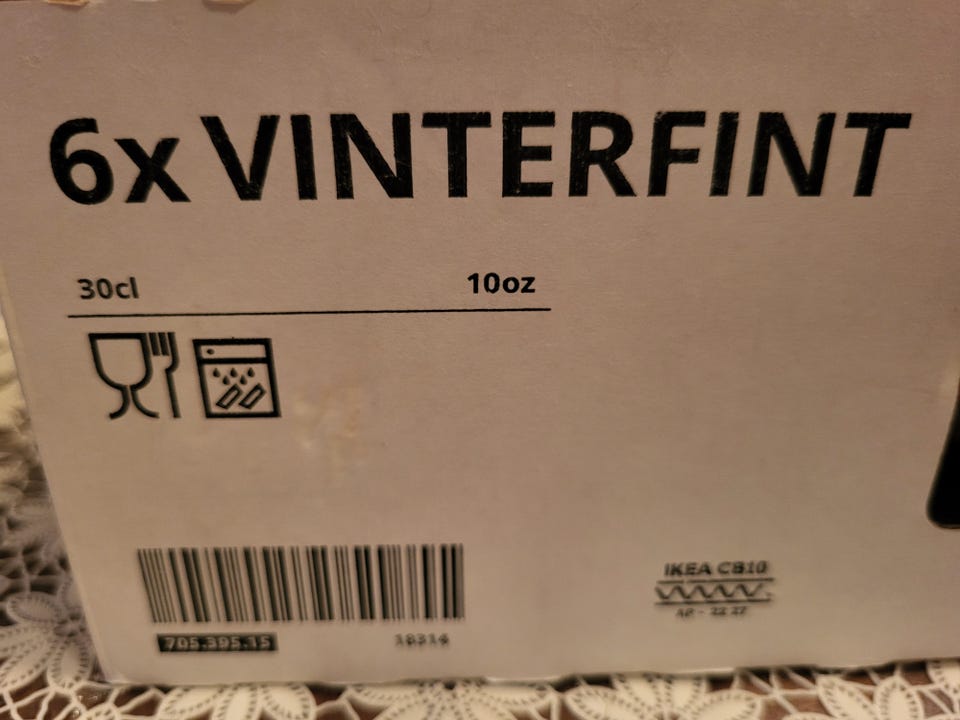 6x VINTERFINT
30cl 10oz
705.395.15 18314
IKEA CB10